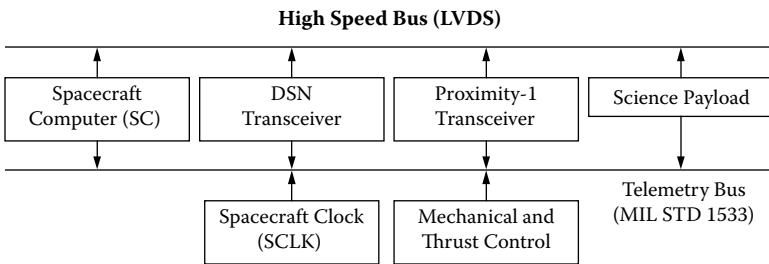 High Speed Bus (LVDS)
Spacecraft
Computer (SC)
DSN
Transceiver
Proximity-1
Transceiver
Science Payload
Spacecraft Clock
(SCLK)
Mechanical and
Thrust Control
Telemetry Bus
(MIL STD 1533)